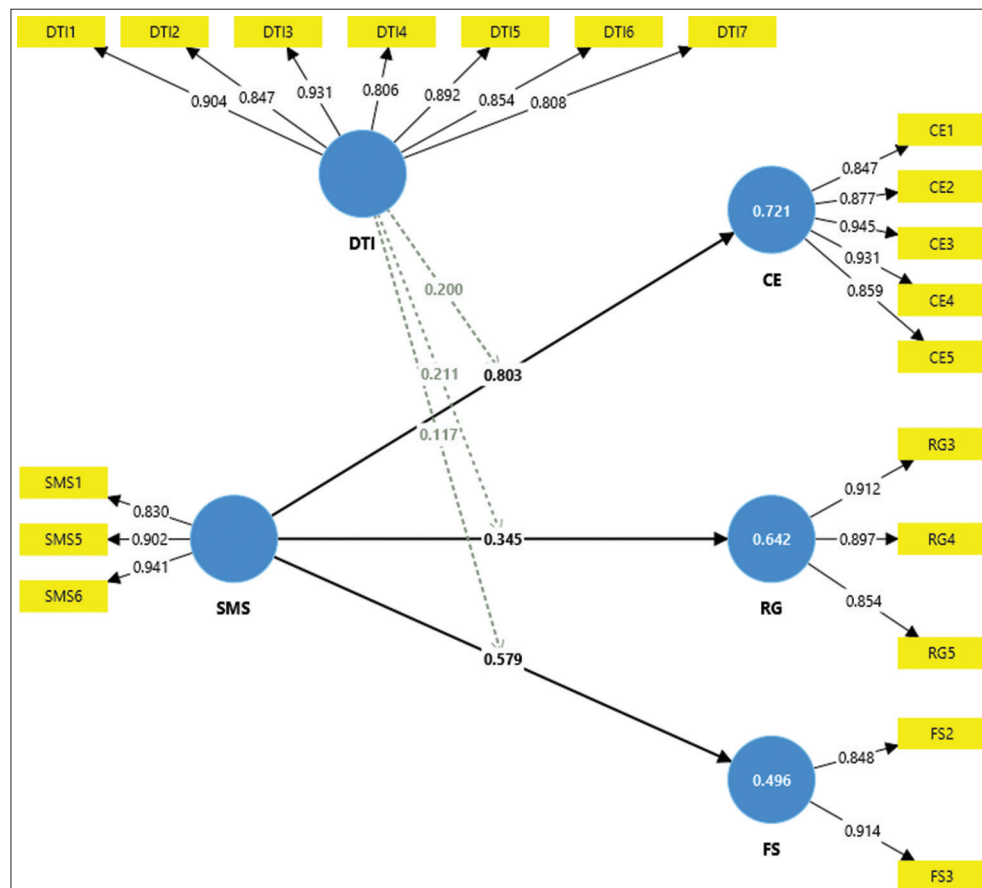 DTI1 DTI2 DTI3 DTI4 DTI5 DTI6 DTI7
0.904 0.847 0.931 0.806 0.892 0.854 0.808
DTI
CE1
CE2
CE3
CE4
CE5
0.847
0.877
0.945
0.931
0.859
0.721
CE
0.200
0.803
0.211
0.117
SMS1
SMS5
SMS6
0.830
0.902
0.941
SMS
0.345
0.579
0.642
RG
0.912
0.897
0.854
RG3
RG4
RG5
0.496
FS
0.848
0.914
FS2
FS3